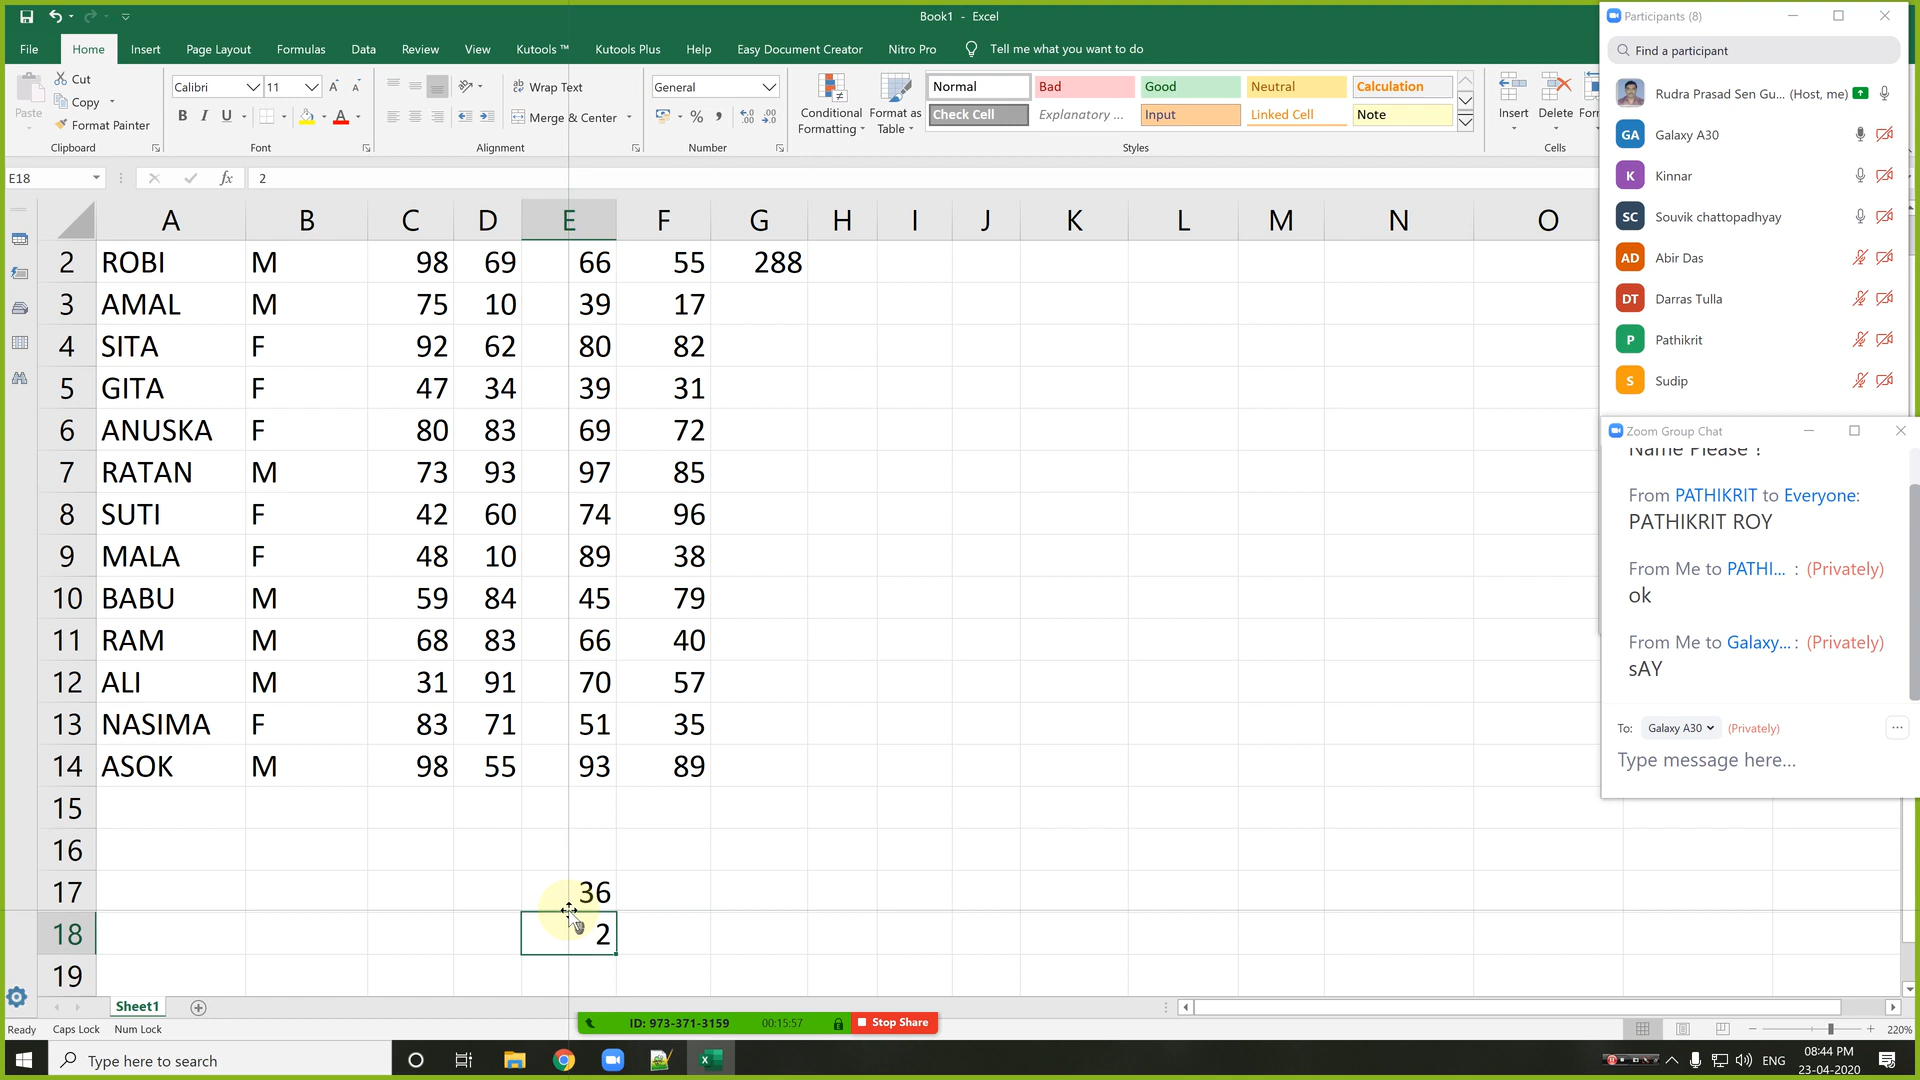 Book1 - Excel
File Home Insert Page Layout Formulas Data Review View Kutools ™ Kutools Plus Help Easy Document Creator Nitro Pro Tell me what you want to do
Paste
Cut
Copy
Format Painter
Clipboard
Calibri 11
B I U
Font
Wrap Text
Merge & Center
Alignment
General
%
Number
Conditional Formatting
Format as Table
Normal Bad Good Neutral Calculation
Check Cell Explanatory ... Input Linked Cell Note
Styles
Insert Delete
Cells
E18 fx 2
A B C D E F G H I J K L M N O
2 ROBI M 98 69 66 55 288
3 AMAL M 75 10 39 17
4 SITA F 92 62 80 82
5 GITA F 47 34 39 31
6 ANUSKA F 80 83 69 72
7 RATAN M 73 93 97 85
8 SUTI F 42 60 74 96
9 MALA F 48 10 89 38
10 BABU M 59 84 45 79
11 RAM M 68 83 66 40
12 ALI M 31 91 70 57
13 NASIMA F 83 71 51 35
14 ASOK M 98 55 93 89
15
16
17 36
18 2
19
Sheet1
Ready Caps Lock Num Lock
ID: 973-371-3159 00:15:57 Stop Share
220%
Type here to search
ENG
08:44 PM
23-04-2020
Participants (8)
Find a participant
Rudra Prasad Sen Gu... (Host, me)
GA Galaxy A30
K Kinnar
SC Souvik chattopadhyay
AD Abir Das
DT Darras Tulla
P Pathikrit
S Sudip
Zoom Group Chat
Name Please !
From PATHIKRIT to Everyone:
PATHIKRIT ROY
From Me to PATHI... : (Privately)
ok
From Me to Galaxy... : (Privately)
sAY
To: Galaxy A30 (Privately)
Type message here...